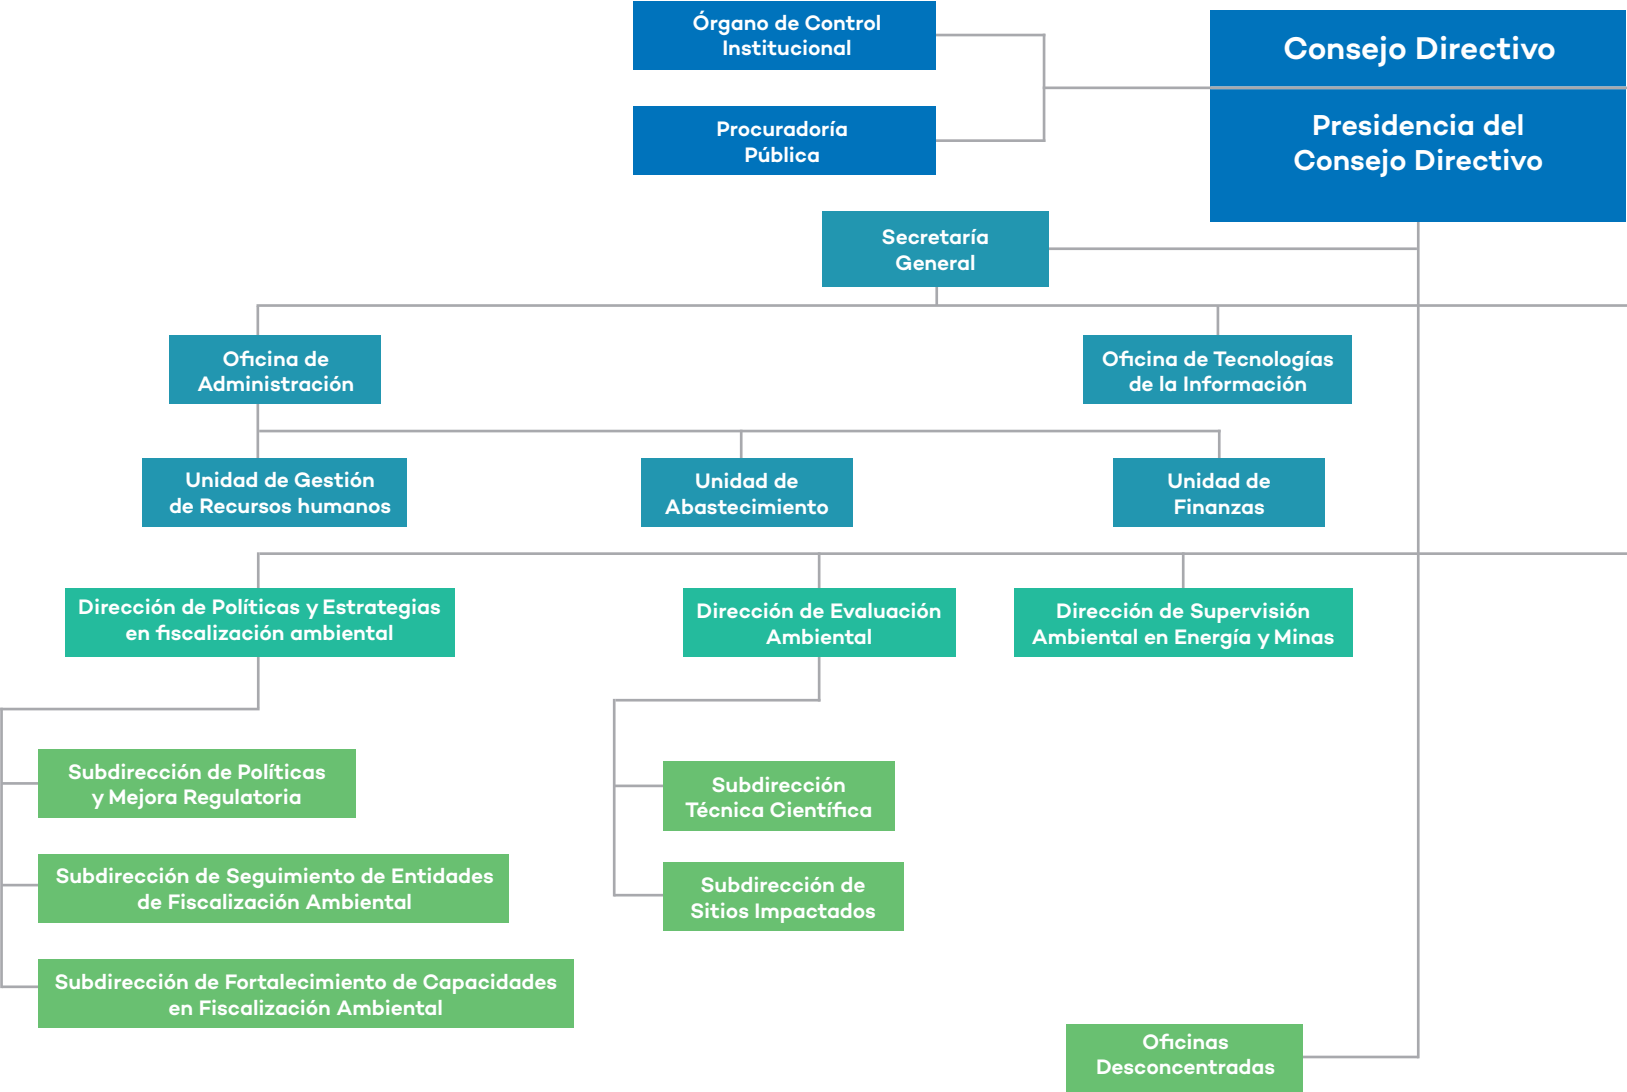 Órgano de Control
Institucional
Consejo Directivo
Procuradoría
Pública
Presidencia del
Consejo Directivo
Secretaría
General
Oficina de
Administración
Oficina de Tecnologías
de la Información
Unidad de Gestión
de Recursos humanos
Unidad de
Abastecimiento
Unidad de
Finanzas
Dirección de Políticas y Estrategias
en fiscalización ambiental
Dirección de Evaluación
Ambiental
Dirección de Supervisión
Ambiental en Energía y Minas
Subdirección de Políticas
y Mejora Regulatoria
Subdirección de Seguimiento de Entidades
de Fiscalización Ambiental
Subdirección de Fortalecimiento de Capacidades
en Fiscalización Ambiental
Subdirección
Técnica Científica
Subdirección de
Sitios Impactados
Oficinas
Desconcentradas